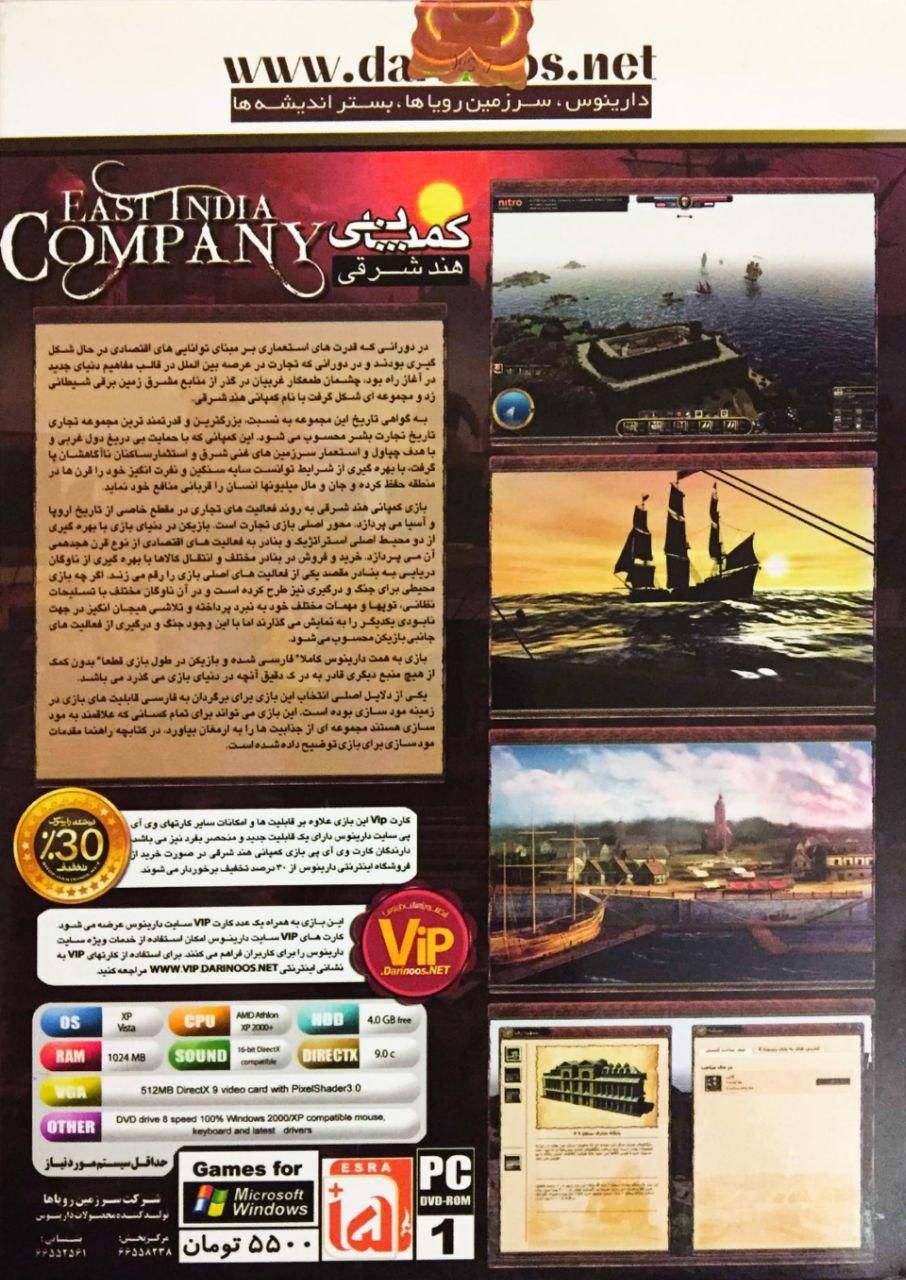 www.darinoos.net
دارینوس، سرزمین رویا ها، بستر اندیشه ها
EAST INDIA
COMPANY
کمپانی
هند شرقی
nitro
GAMES
در دورانی که قدرت های استعماری بر مبنای توانایی های اقتصادی در حال شکل
گیری بودند و در دورانی که تجارت در عرصه بین الملل در قالب مفاهیم دنیای جدید
در آغاز راه بود، چشمان طمعکار غربیان در گذر از منابع مشرق زمین برقی شیطانی
زد و مجموعه ای شکل گرفت با نام کمپانی هند شرقی.
به گواهی تاریخ این مجموعه به نسبت، بزرگترین و قدرتمند ترین مجموعه تجاری
تاریخ تجارت بشر محسوب می شود. این کمپانی که با حمایت بی دریغ دول غربی و
با هدف چپاول و استعمار سرزمین های غنی شرق و استثمار ساکنان ناآگاهشان پا
گرفت، با بهره گیری از شرایط توانست سایه سنگین و نفرت انگیز خود را قرن ها در
منطقه حفظ کرده و جان و مال میلیونها انسان را قربانی منافع خود نماید.
بازی کمپانی هند شرقی به روند فعالیت های تجاری در مقطع خاصی از تاریخ اروپا
و آسیا می پردازد. محور اصلی بازی تجارت است. بازیکن در دنیای بازی با بهره گیری
از دو محیط اصلی استراتژیک و بنادر به فعالیت های اقتصادی از نوع قرن هجدهمی
آن می پردازد. خرید و فروش در بنادر مختلف و انتقال کالاها با بهره گیری از ناوگان
دریایی به بنادر مقصد یکی از فعالیت های اصلی بازی را رقم می زند. اگر چه بازی
محیطی برای جنگ و درگیری نیز طرح کرده است و در آن ناوگان مختلف با تسلیحات
نظانی، توپها و مهمات مختلف خود به نبرد پرداخته و تلاشی هیجان انگیز در جهت
نابودی یکدیگر را به نمایش می گذارند اما با این وجود جنگ و درگیری از فعالیت های
جانبی بازیکن محسوب می شود.
بازی به همت دارینوس کاملا" فارسی شده و بازیکن در طول بازی قطعا" بدون کمک
از هیچ منبع دیگری قادر به درک دقیق آنچه در دنیای بازی می گذرد می باشد.
یکی از دلایل اصلی انتخاب این بازی برای برگردان به فارسی قابلیت های بازی در
زمینه مود سازی بوده است. این بازی می تواند برای تمام کسانی که علاقمند به مود
سازی هستند مجموعه ای از جذابیت ها را به ارمغان بیاورد. در کتابچه راهنما مقدمات
مود سازی برای بازی توضیح داده شده است.
٪30
تخفیف
کارت Vip این بازی علاوه بر قابلیت ها و امکانات سایر کارتهای وی آی
پی سایت دارینوس دارای یک قابلیت جدید و منحصر بفرد نیز می باشد
دارندگان کارت وی آی پی بازی کمپانی هند شرقی در صورت خرید از
فروشگاه اینترنتی دارینوس از ۳۰ درصد تخفیف برخوردار می شوند.
این بازی به همراه یک عدد کارت VIP سایت دارینوس عرضه می شود.
کارت های VIP سایت دارینوس امکان استفاده از خدمات ویژه سایت
دارینوس را برای کاربران فراهم می کنند. برای استفاده از کارتهای VIP به
نشانی اینترنتی WWW.VIP.DARINOOS.NET مراجعه کنید.
ViP
.Darinoos.NET
OS XP Vista CPU AMD Athlon XP 2000+ HDD 4.0 GB free
RAM 1024 MB SOUND 16-bit DirectX compatible DIRECTX 9.0 c
VGA 512MB DirectX 9 video card with PixelShader3.0
OTHER DVD drive 8 speed 100% Windows 2000/XP compatible mouse,
keyboard and latest drivers
حداقل سیستم مورد نیاز
شرکت سرزمین رویاها
تولیدکننده محصولات دارینوس
مرکز پخش: پشتیبانی:
۶۶۵۵۸۲۳۸ ۶۶۵۵۲۵۶۱
Games for
Microsoft
Windows
۵۵۰۰ تومان
ESRA
+
PC
DVD-ROM
1